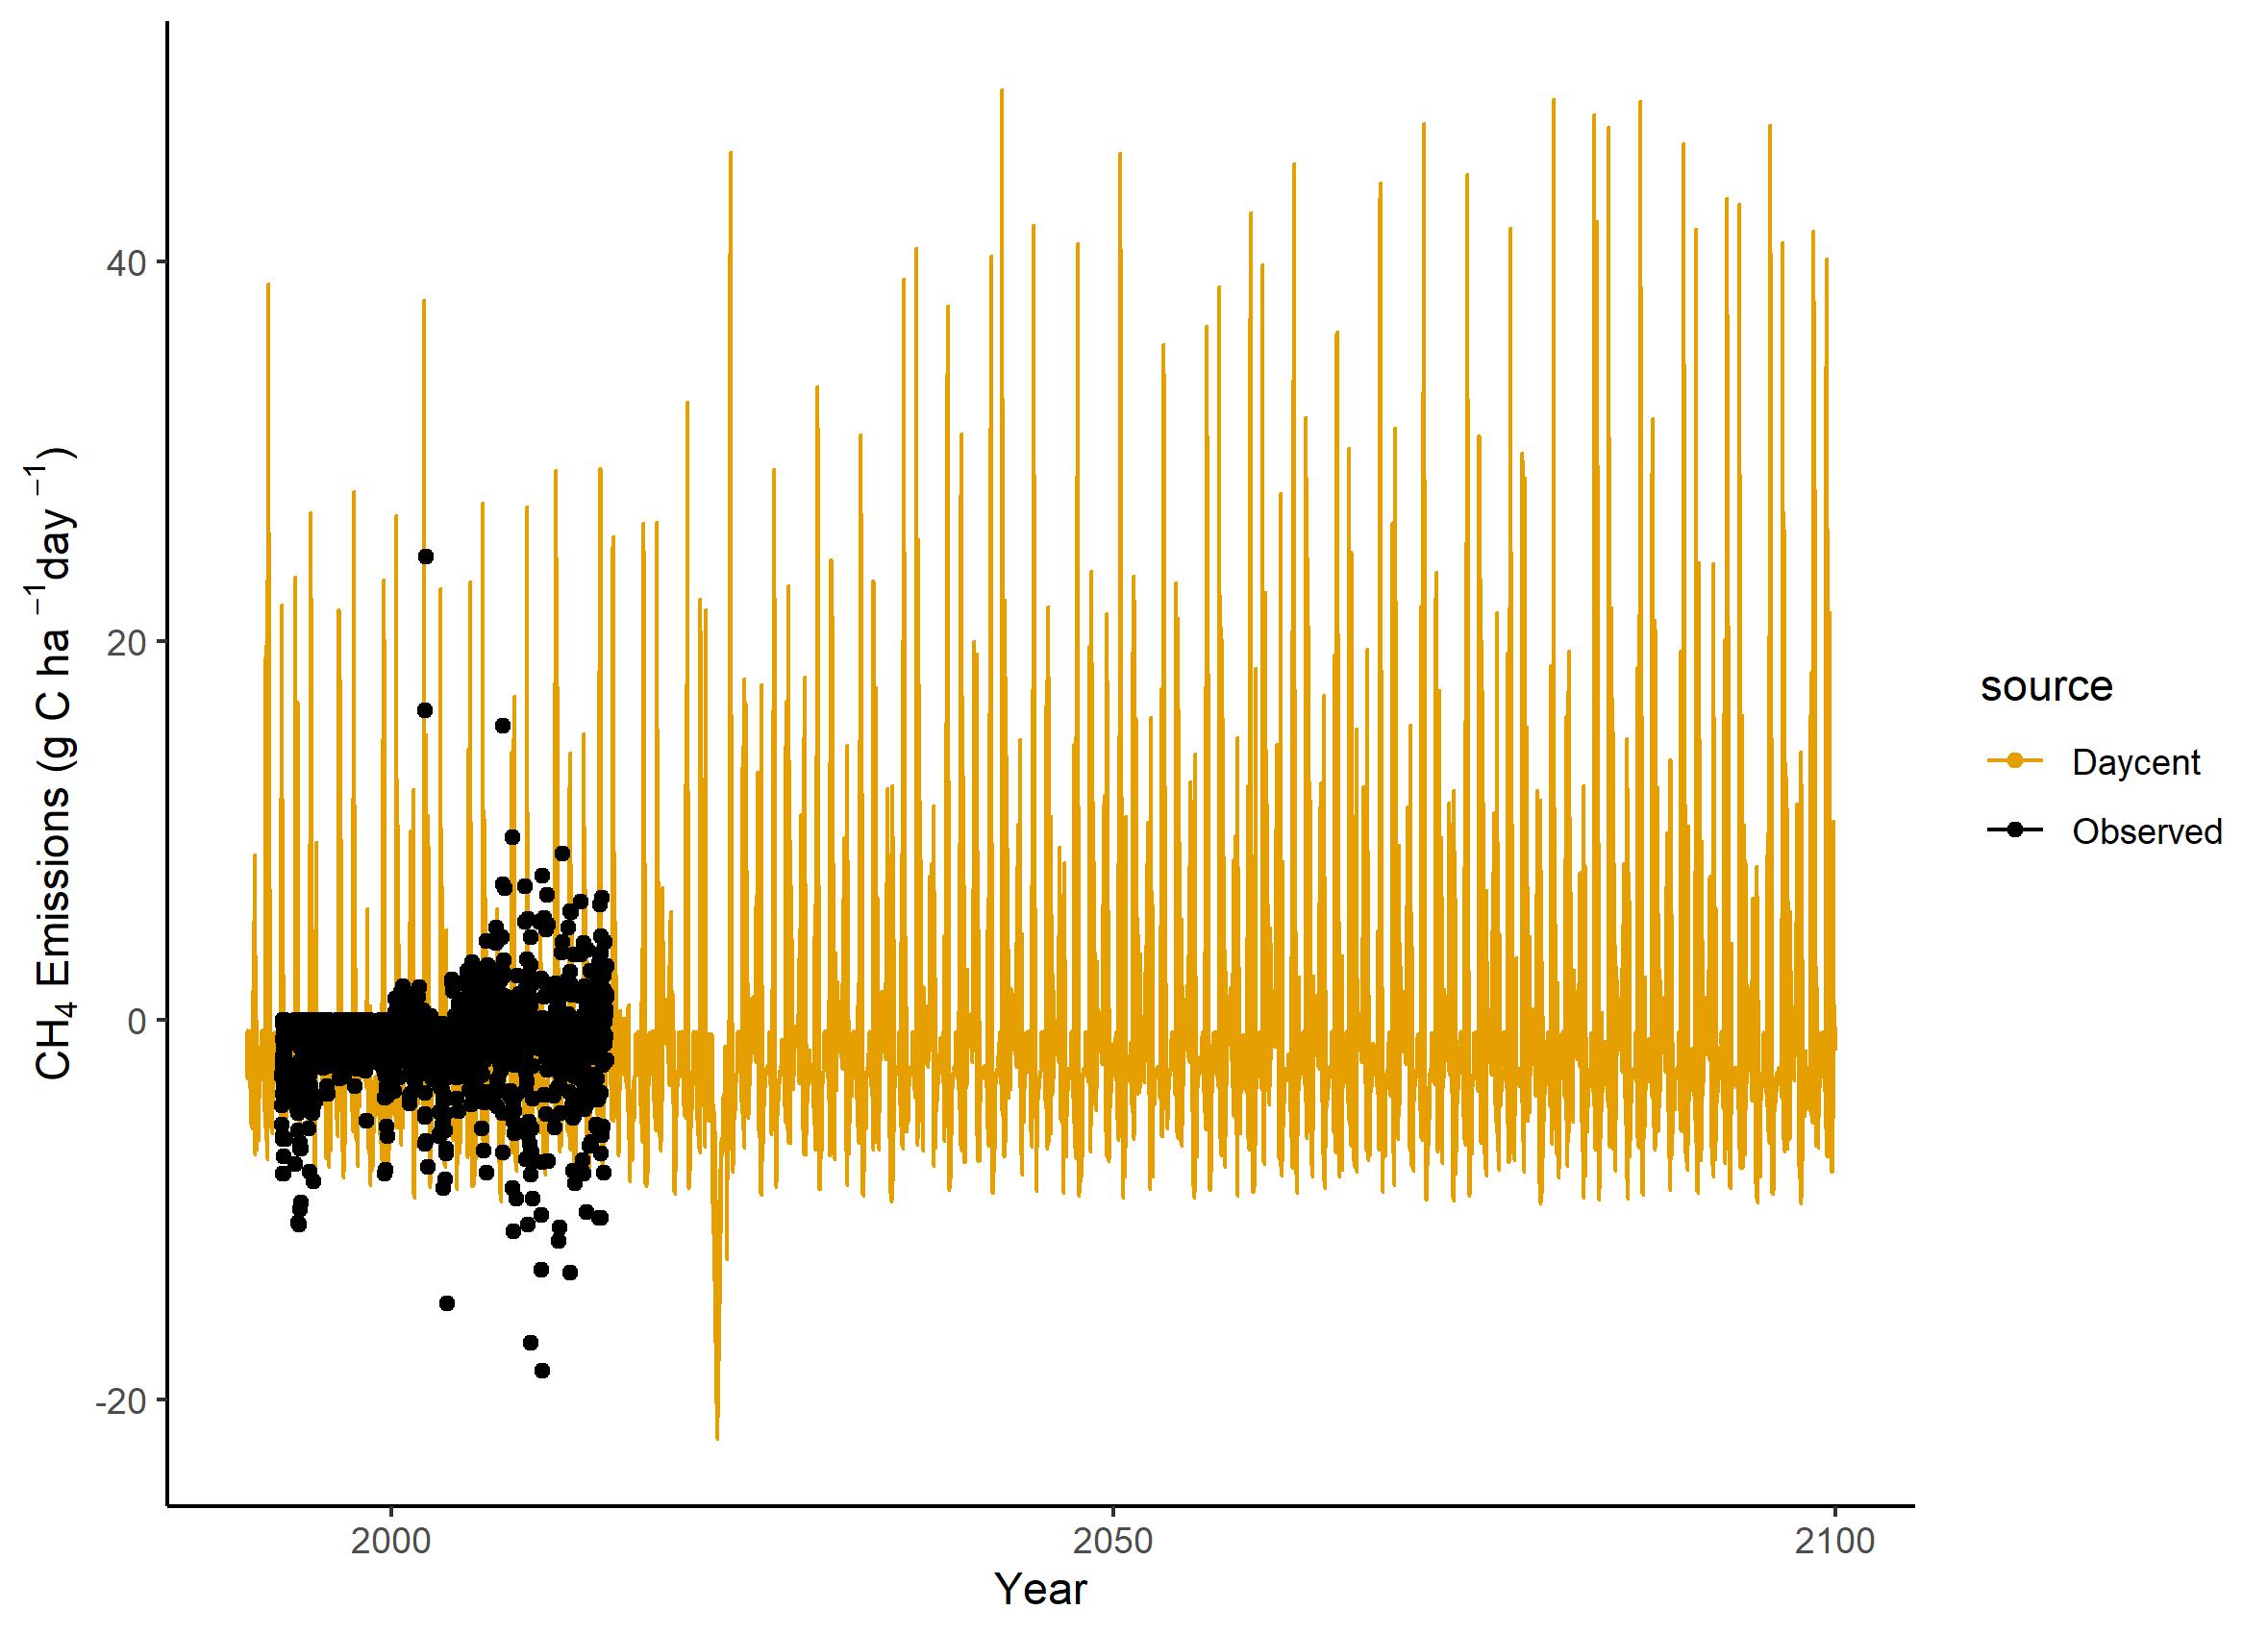 CH₄ Emissions (g C ha ⁻¹day ⁻¹)
40
20
0
-20
2000
2050
2100
Year
source
Daycent
Observed